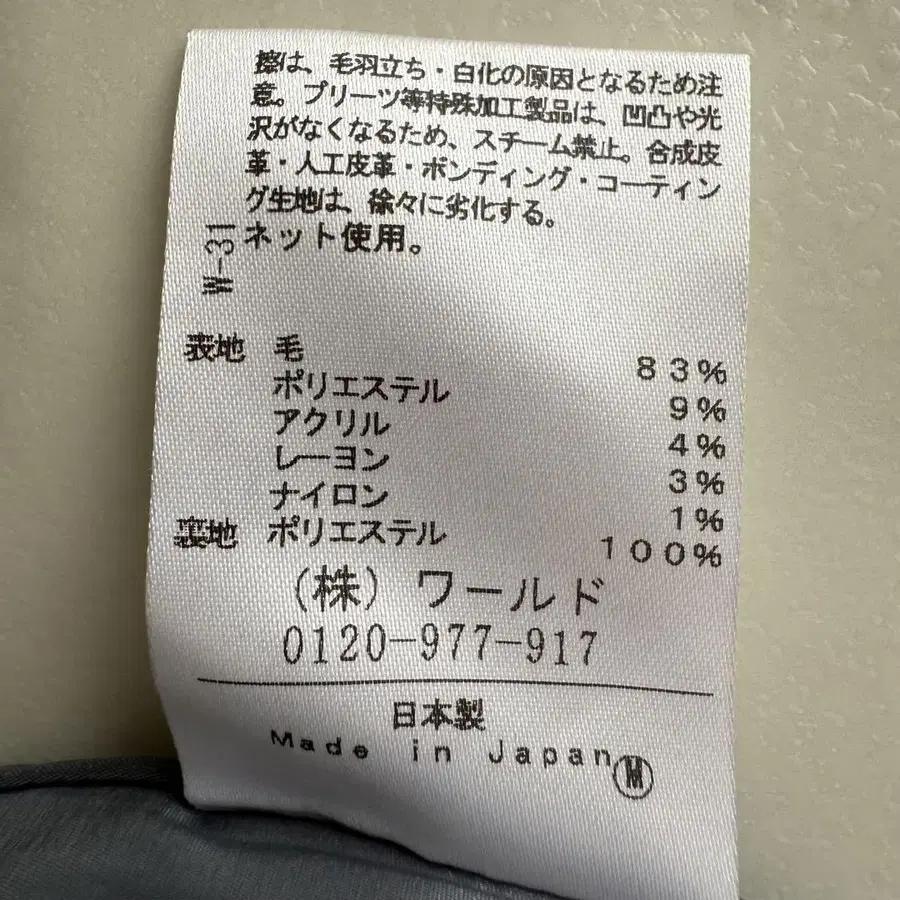 擦は、毛羽立ち・白化の原因となるため注
意。プリーツ等特殊加工製品は、凹凸や光
沢がなくなるため、スチーム禁止。合成皮
革・人工皮革・ボンディング・コーティン
グ生地は、徐々に劣化する。
ネット使用。
W-31
表地 毛 83%
ポリエステル 9%
アクリル 4%
レーヨン 3%
ナイロン 1%
裏地 ポリエステル 100%
(株) ワールド
0120-977-917
日本製
Made in Japan
M